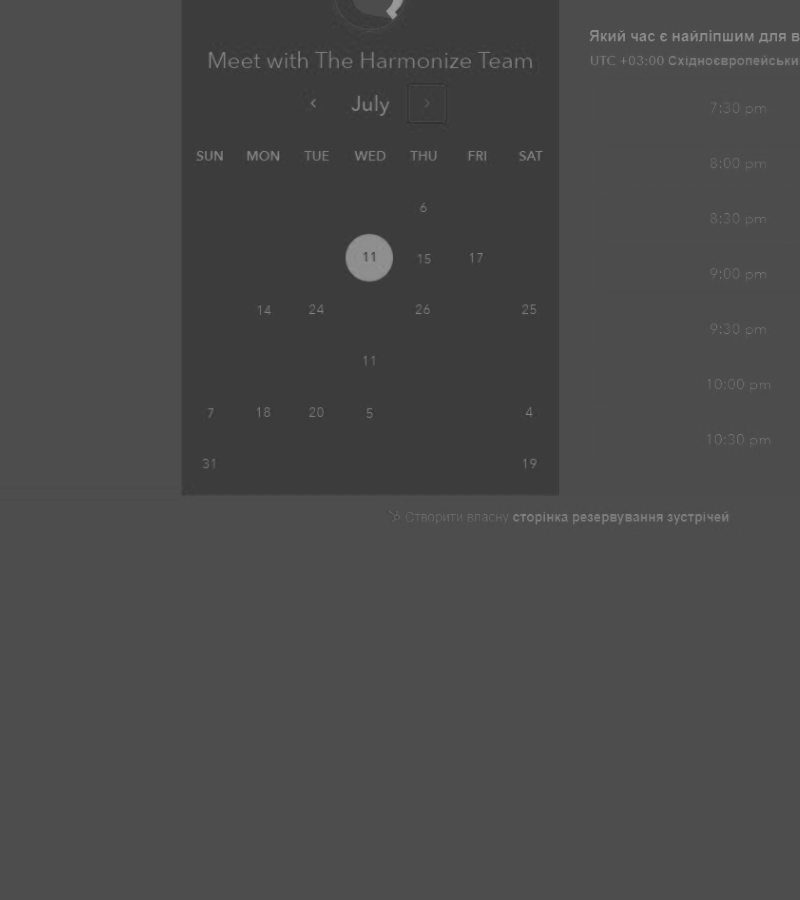 Meet with The Harmonize Team
July
SUN MON TUE WED THU FRI SAT
6
11 15 17
14 24 26 25
11
7 18 20 5 4
31 19
Який час є найліпшим для в
UTC +03:00 Східноєвропейськи
7:30 pm
8:00 pm
8:30 pm
9:00 pm
9:30 pm
10:00 pm
10:30 pm
Створити власну сторінка резервування зустрічей